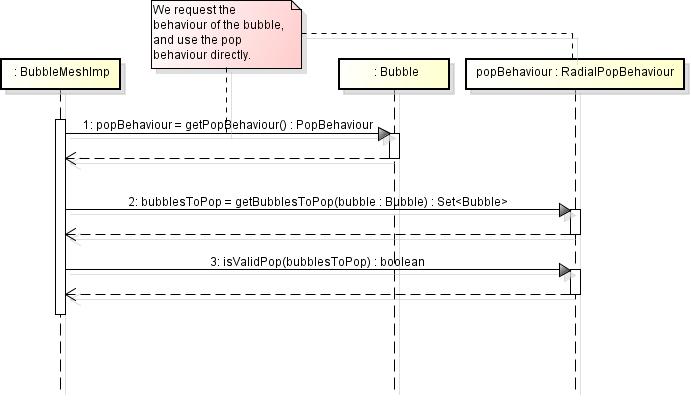 We request the
behaviour of the bubble,
and use the pop
behaviour directly.
: BubbleMeshImp
: Bubble
popBehaviour : RadialPopBehaviour
1: popBehaviour = getPopBehaviour() : PopBehaviour
2: bubblesToPop = getBubblesToPop(bubble : Bubble) : Set<Bubble>
3: isValidPop(bubblesToPop) : boolean